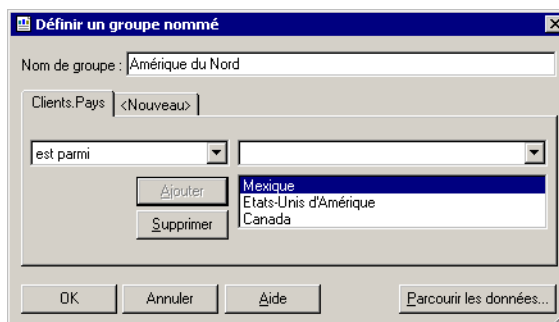 Définir un groupe nommé
Nom de groupe : Amérique du Nord
Clients.Pays <Nouveau>
est parmi
Ajouter
Mexique
Etats-Unis d'Amérique
Supprimer
Canada
OK Annuler Aide Parcourir les données...